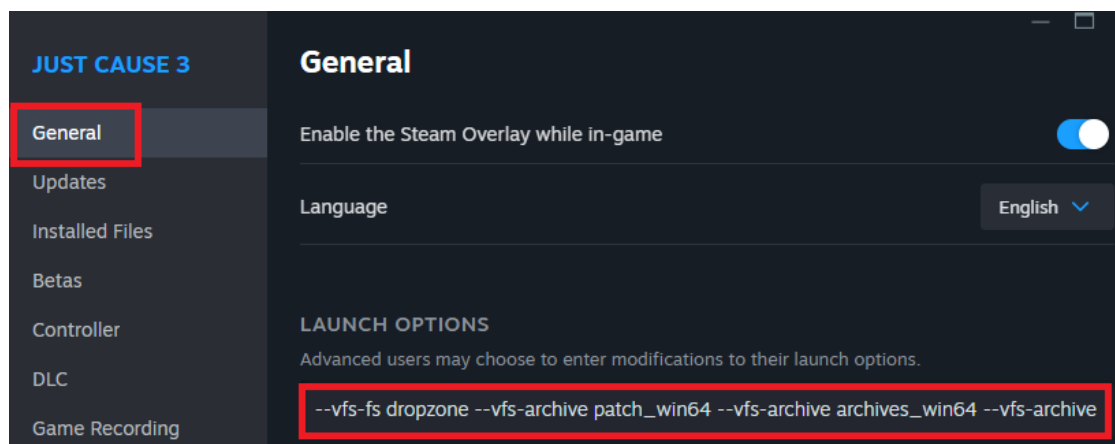 JUST CAUSE 3
General
Updates
Installed Files
Betas
Controller
DLC
Game Recording
General
Enable the Steam Overlay while in-game
Language
English
LAUNCH OPTIONS
Advanced users may choose to enter modifications to their launch options.
--vfs-fs dropzone --vfs-archive patch_win64 --vfs-archive archives_win64 --vfs-archive